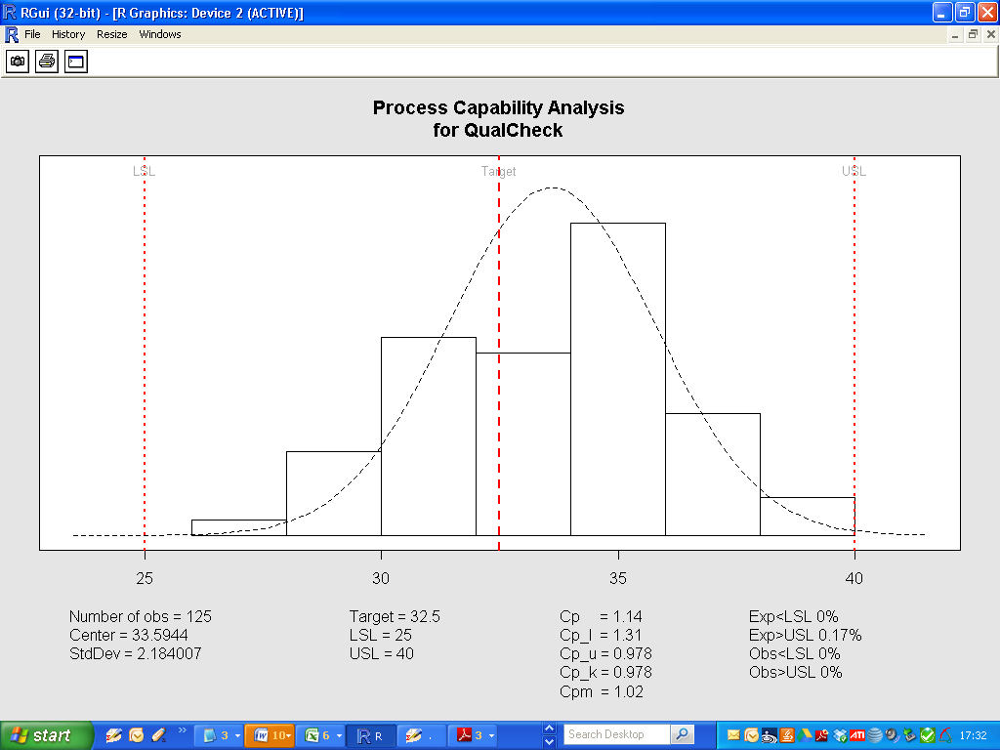 RGui (32-bit) - [R Graphics: Device 2 (ACTIVE)]
File History Resize Windows
Process Capability Analysis
for QualCheck
LSL Target USL
25 30 35 40
Number of obs = 125
Center = 33.5944
StdDev = 2.184007
Target = 32.5
LSL = 25
USL = 40
Cp = 1.14
Cp_l = 1.31
Cp_u = 0.978
Cp_k = 0.978
Cpm = 1.02
Exp<LSL 0%
Exp>USL 0.17%
Obs<LSL 0%
Obs>USL 0%
start 3 10 6 R . 3 Search Desktop 17:32